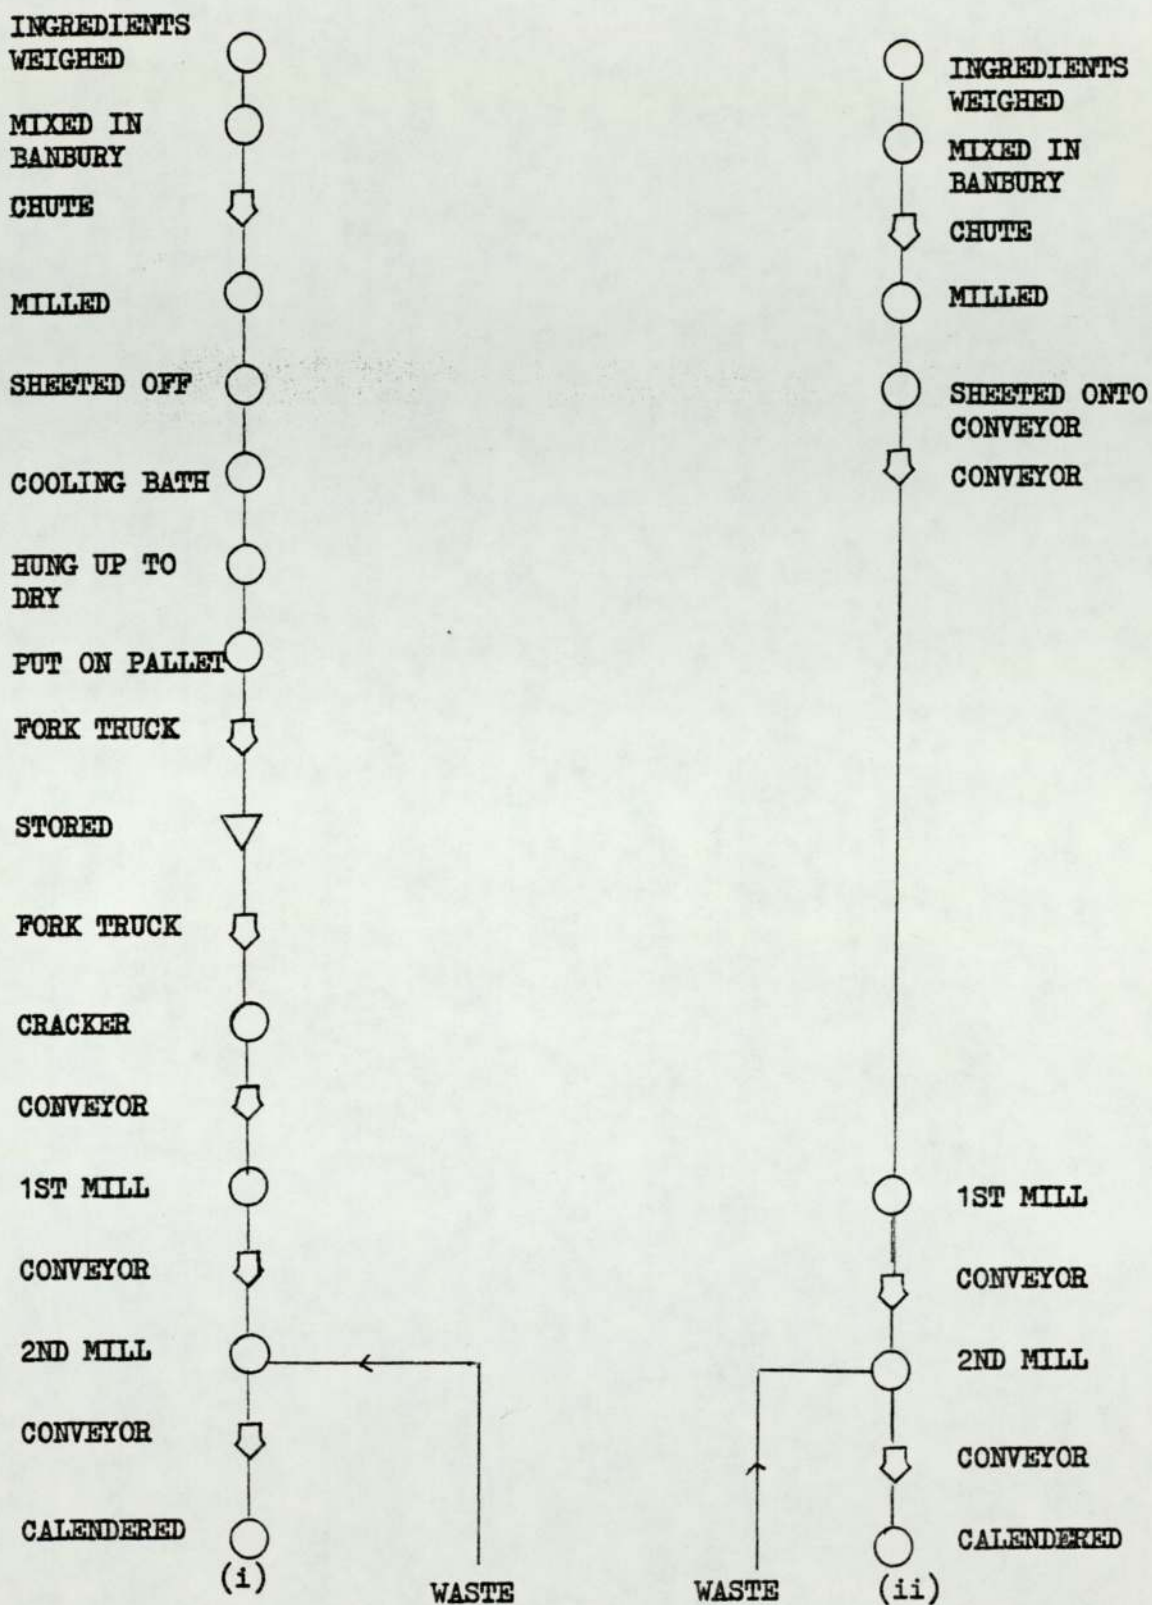 INGREDIENTS
WEIGHED
MIXED IN
BANBURY
CHUTE
MILLED
SHEETED OFF
COOLING BATH
HUNG UP TO
DRY
PUT ON PALLET
FORK TRUCK
STORED
FORK TRUCK
CRACKER
CONVEYOR
1ST MILL
CONVEYOR
2ND MILL
CONVEYOR
CALENDERED
(i)
WASTE
INGREDIENTS
WEIGHED
MIXED IN
BANBURY
CHUTE
MILLED
SHEETED ONTO
CONVEYOR
CONVEYOR
1ST MILL
CONVEYOR
2ND MILL
CONVEYOR
CALENDERED
WASTE
(ii)